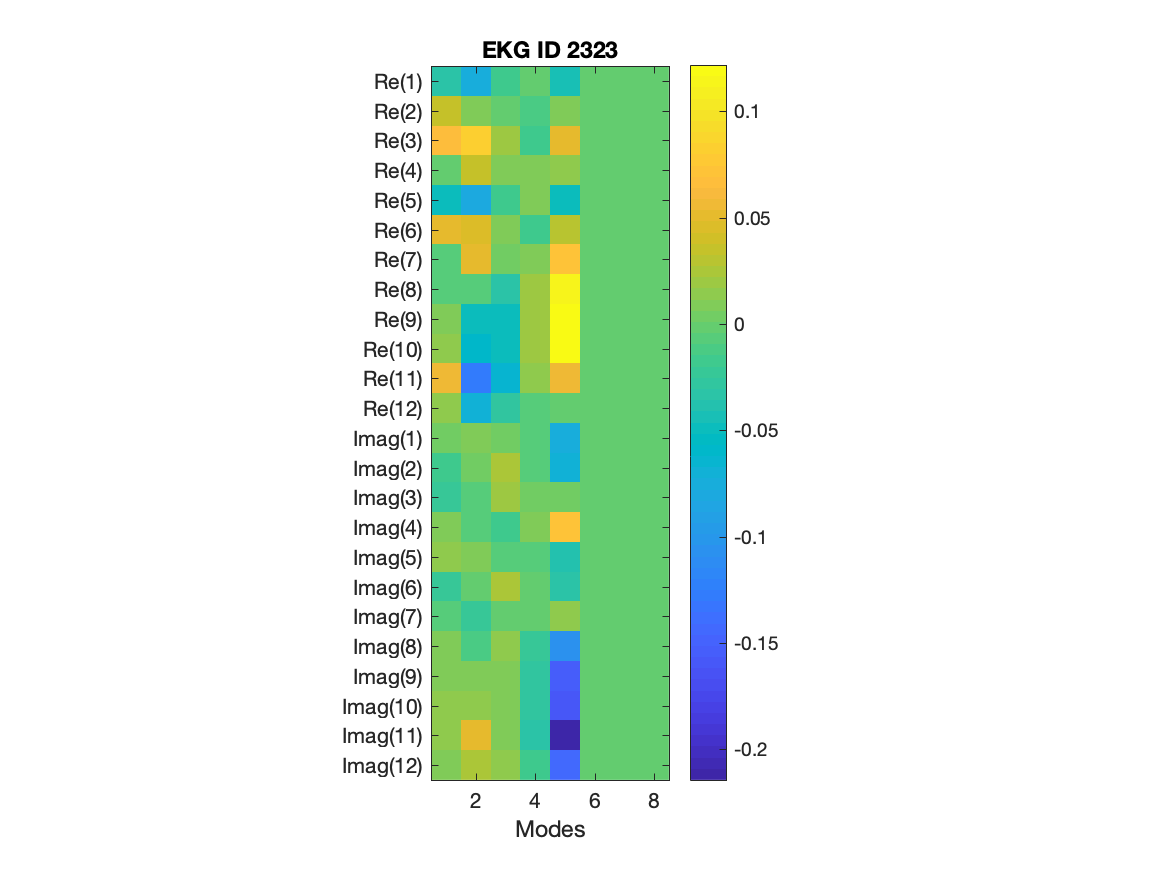 EKG ID 2323
Re(1)
Re(2)
Re(3)
Re(4)
Re(5)
Re(6)
Re(7)
Re(8)
Re(9)
Re(10)
Re(11)
Re(12)
Imag(1)
Imag(2)
Imag(3)
Imag(4)
Imag(5)
Imag(6)
Imag(7)
Imag(8)
Imag(9)
Imag(10)
Imag(11)
Imag(12)
2 4 6 8
Modes
0.1
0.05
0
-0.05
-0.1
-0.15
-0.2